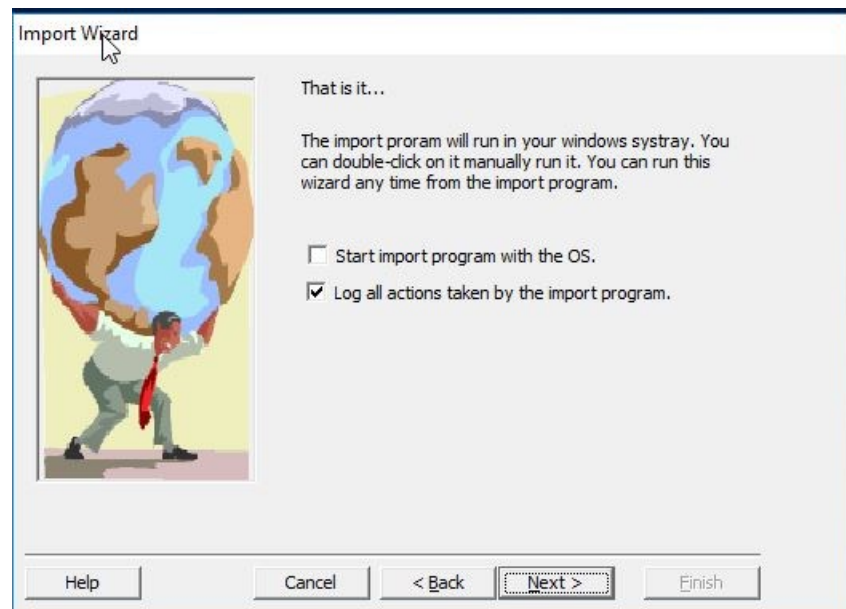 Import Wizard
That is it...
The import proram will run in your windows systray. You
can double-click on it manually run it. You can run this
wizard any time from the import program.
Start import program with the OS.
Log all actions taken by the import program.
Help
Cancel
< Back
Next >
Finish